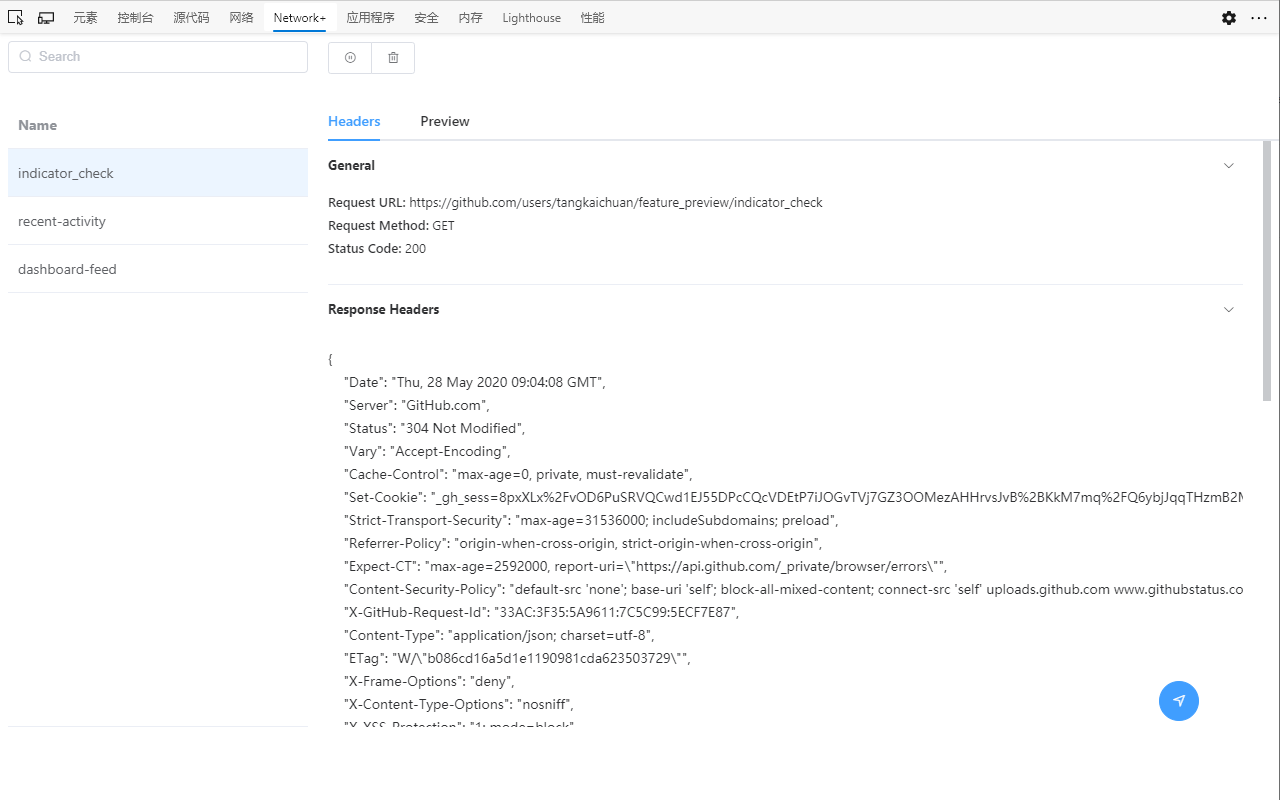 元素 控制台 源代码 网络 Network+ 应用程序 安全 内存 Lighthouse 性能
Search
Name
indicator_check
recent-activity
dashboard-feed
Headers Preview
General
Request URL: https://github.com/users/tangkaichuan/feature_preview/indicator_check
Request Method: GET
Status Code: 200
Response Headers
{
"Date": "Thu, 28 May 2020 09:04:08 GMT",
"Server": "GitHub.com",
"Status": "304 Not Modified",
"Vary": "Accept-Encoding",
"Cache-Control": "max-age=0, private, must-revalidate",
"Set-Cookie": "_gh_sess=8pxXLx%2FvOD6PuSRVQCwd1EJ55DPcCQcVDEtP7iJOGvTVj7GZ3OOMezAHHrvsJvB%2BKkM7mq%2FQ6ybjJqqTHzmB2M
"Strict-Transport-Security": "max-age=31536000; includeSubdomains; preload",
"Referrer-Policy": "origin-when-cross-origin, strict-origin-when-cross-origin",
"Expect-CT": "max-age=2592000, report-uri=\"https://api.github.com/_private/browser/errors\"",
"Content-Security-Policy": "default-src 'none'; base-uri 'self'; block-all-mixed-content; connect-src 'self' uploads.github.com www.githubstatus.co
"X-GitHub-Request-Id": "33AC:3F35:5A9611:7C5C99:5ECF7E87",
"Content-Type": "application/json; charset=utf-8",
"ETag": "W/\"b086cd16a5d1e1190981cda623503729\"",
"X-Frame-Options": "deny",
"X-Content-Type-Options": "nosniff",
"X-XSS-Protection": "1; mode=block"